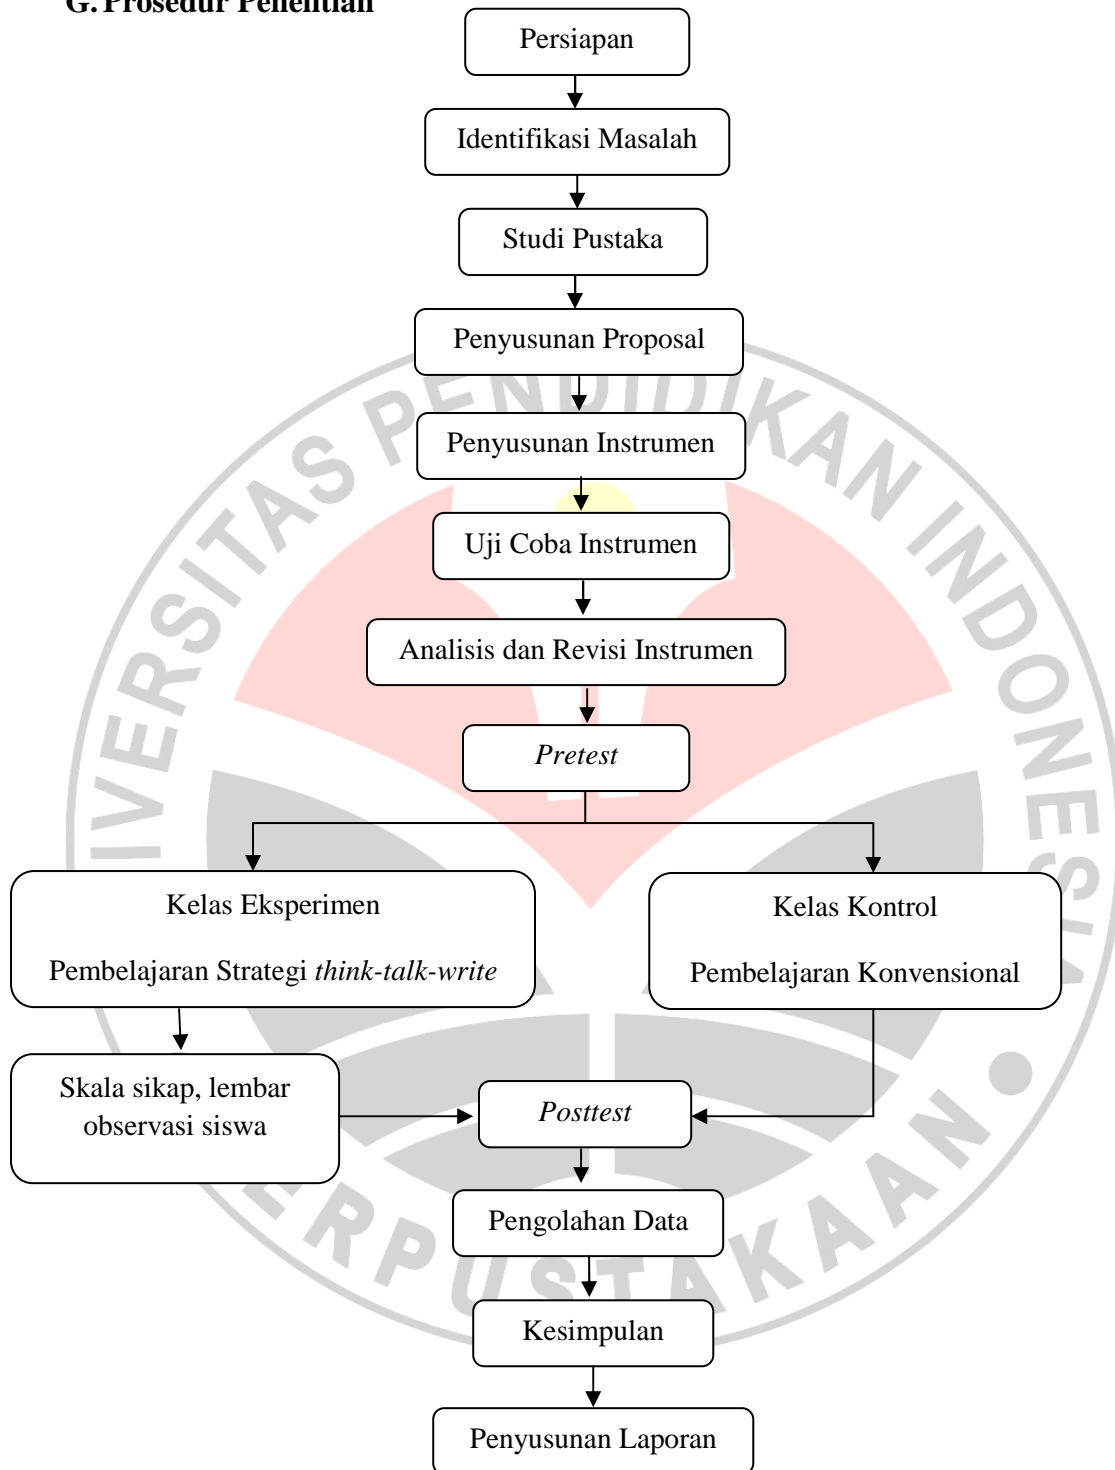 G. Prosedur Penelitian
Persiapan
Identifikasi Masalah
Studi Pustaka
Penyusunan Proposal
Penyusunan Instrumen
Uji Coba Instrumen
Analisis dan Revisi Instrumen
Pretest
Kelas Eksperimen
Pembelajaran Strategi think-talk-write
Kelas Kontrol
Pembelajaran Konvensional
Skala sikap, lembar
observasi siswa
Posttest
Pengolahan Data
Kesimpulan
Penyusunan Laporan
PENDIDIKAN INDONESIA